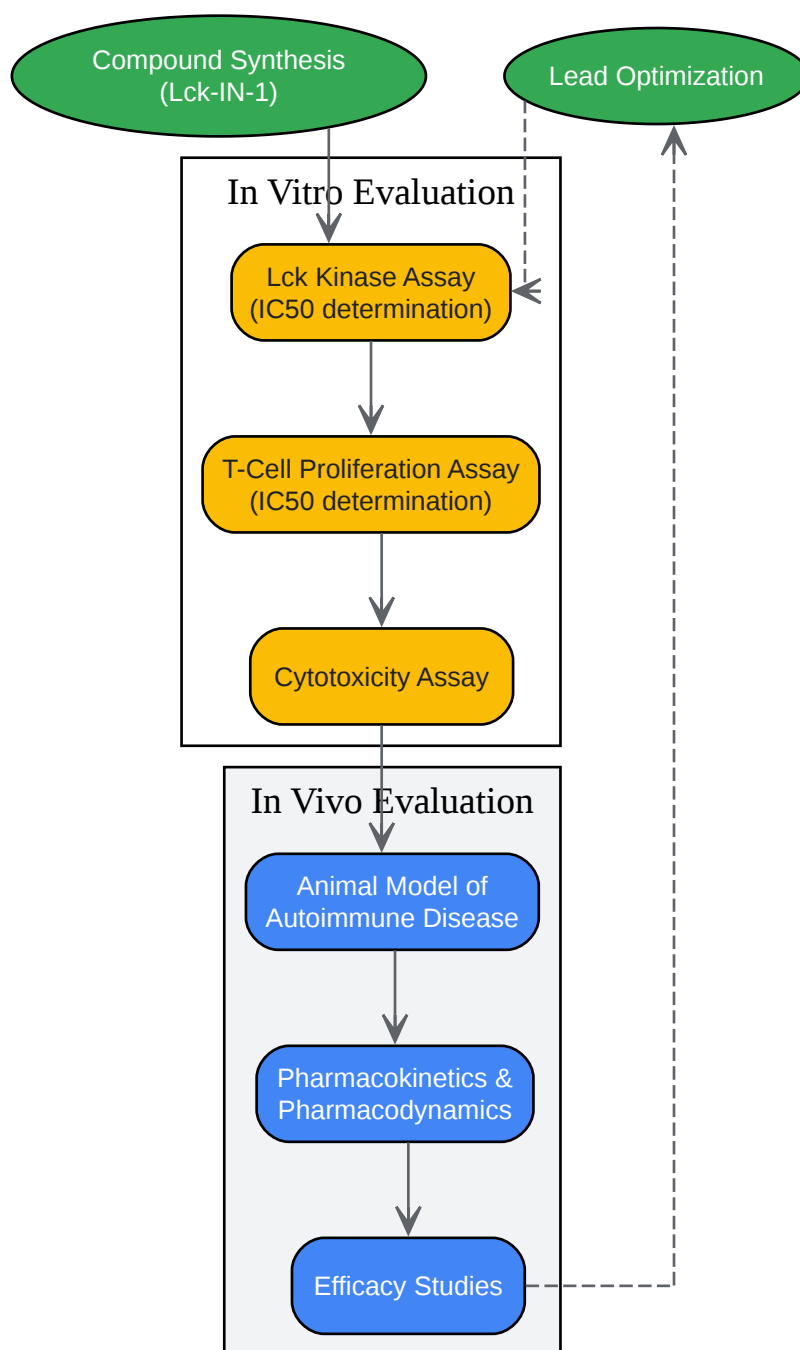 Compound Synthesis
(Lck-IN-1)
Lead Optimization
In Vitro Evaluation
Lck Kinase Assay
(IC50 determination)
T-Cell Proliferation Assay
(IC50 determination)
Cytotoxicity Assay
In Vivo Evaluation
Animal Model of
Autoimmune Disease
Pharmacokinetics &
Pharmacodynamics
Efficacy Studies